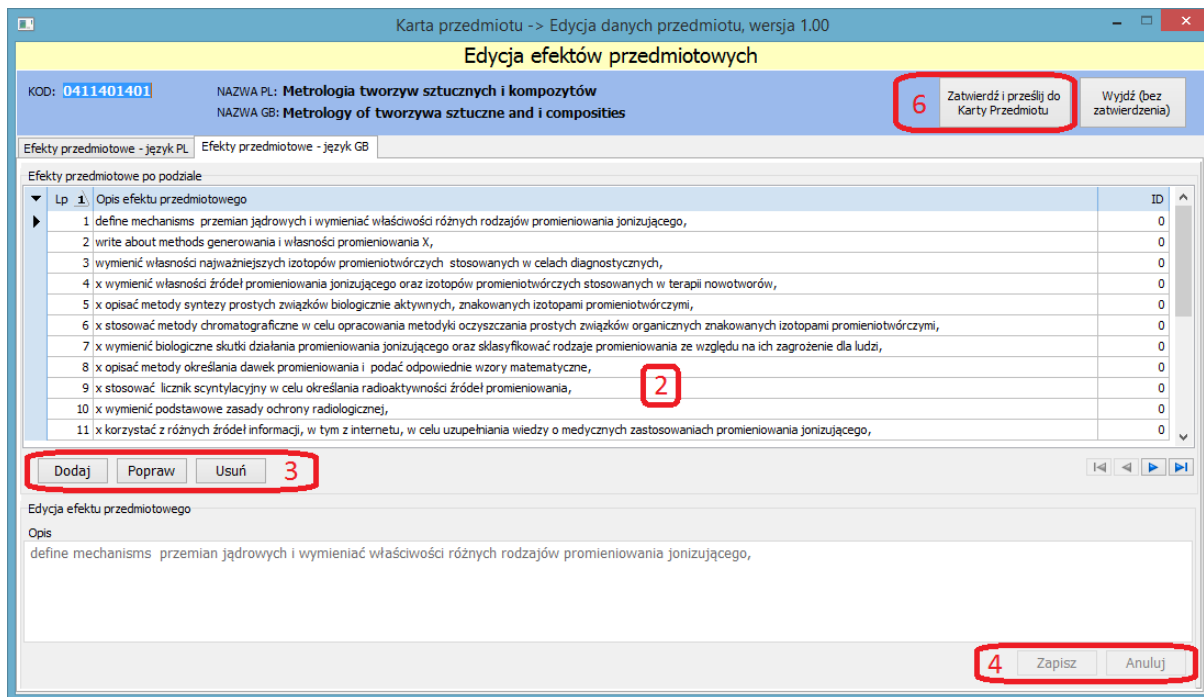 Karta przedmiotu -> Edycja danych przedmiotu, wersja 1.00
Edycja efektów przedmiotowych
KOD: 0411401401
NAZWA PL: Metrologia tworzyw sztucznych i kompozytów
NAZWA GB: Metrology of tworzywa sztuczne and i composities
6
Zatwierdź i prześlij do
Karty Przedmiotu
Wyjdź (bez
zatwierdzenia)
Efekty przedmiotowe - język PL Efekty przedmiotowe - język GB
Efekty przedmiotowe po podziale
Lp 1 Opis efektu przedmiotowego ID
1 define mechanisms  przemian jądrowych i wymieniać właściwości różnych rodzajów promieniowania jonizującego, 0
2 write about methods generowania i własności promieniowania X, 0
3 wymienić własności najważniejszych izotopów promieniotwórczych  stosowanych w celach diagnostycznych, 0
4 x wymienić własności źródeł promieniowania jonizującego oraz izotopów promieniotwórczych stosowanych w terapii nowotworów, 0
5 x opisać metody syntezy prostych związków biologicznie aktywnych, znakowanych izotopami promieniotwórczymi, 0
6 x stosować metody chromatograficzne w celu opracowania metodyki oczyszczania prostych związków organicznych znakowanych izotopami promieniotwórczymi, 0
7 x wymienić biologiczne skutki działania promieniowania jonizującego oraz sklasyfikować rodzaje promieniowania ze względu na ich zagrożenie dla ludzi, 0
8 x opisać metody określania dawek promieniowania i  podać odpowiednie wzory matematyczne, 0
9 x stosować  licznik scyntylacyjny w celu określania radioaktywności źródeł promieniowania, 0
2
10 x wymienić podstawowe zasady ochrony radiologicznej, 0
11 x korzystać z różnych źródeł informacji, w tym z internetu, w celu uzupełniania wiedzy o medycznych zastosowaniach promieniowania jonizującego, 0
Dodaj Popraw Usuń 3
Edycja efektu przedmiotowego
Opis
define mechanisms  przemian jądrowych i wymieniać właściwości różnych rodzajów promieniowania jonizującego,
4 Zapisz Anuluj